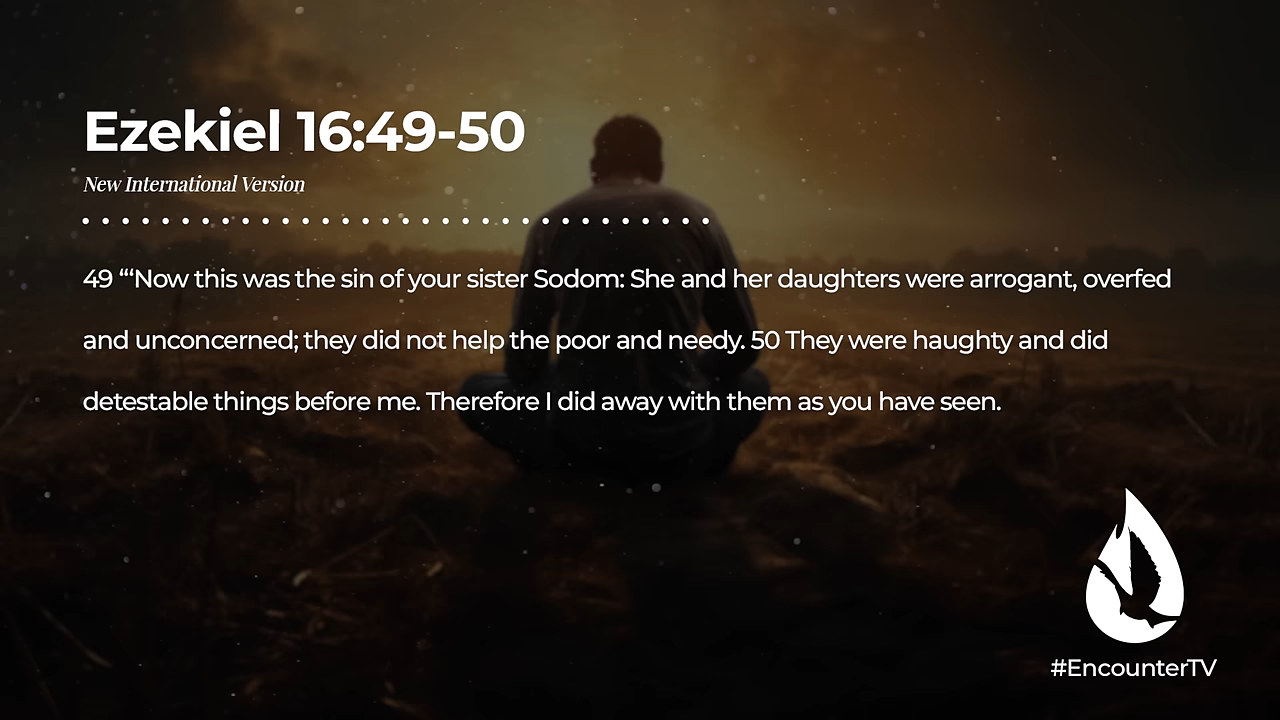 Ezekiel 16:49-50
New International Version
49 “‘Now this was the sin of your sister Sodom: She and her daughters were arrogant, overfed
and unconcerned; they did not help the poor and needy. 50 They were haughty and did
detestable things before me. Therefore I did away with them as you have seen.
#EncounterTV